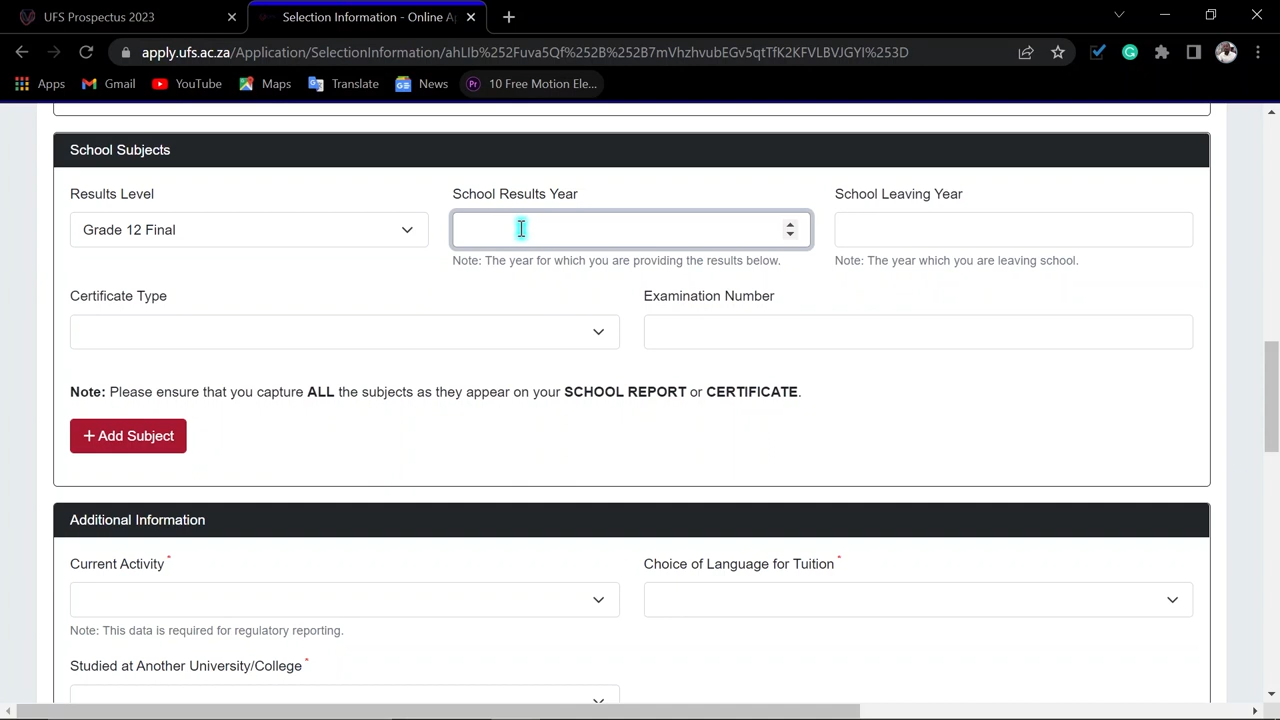 UFS Prospectus 2023
Selection Information - Online Ap
apply.ufs.ac.za/Application/SelectionInformation/ahLlb%252Fuva5Qf%252B%252B7mVhzhvubEGv5qtTfK2KFVLBVJGYI%253D
Apps
Gmail
YouTube
Maps
Translate
News
Pr 10 Free Motion Ele...
School Subjects
Results Level
School Results Year
School Leaving Year
Grade 12 Final
Note: The year for which you are providing the results below.
Note: The year which you are leaving school.
Certificate Type
Examination Number
Note: Please ensure that you capture ALL the subjects as they appear on your SCHOOL REPORT or CERTIFICATE.
+ Add Subject
Additional Information
Current Activity *
Choice of Language for Tuition *
Note: This data is required for regulatory reporting.
Studied at Another University/College *